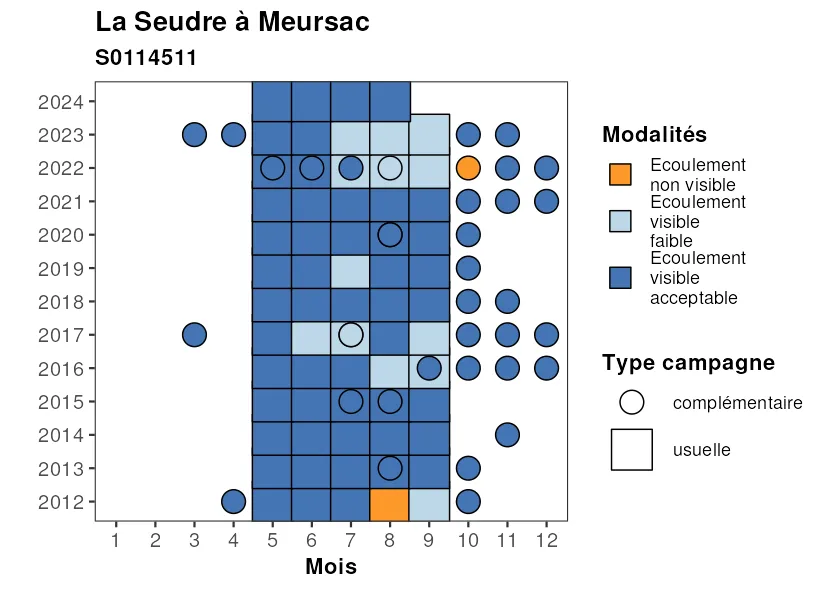 La Seudre à Meursac
S0114511
2024
2023
2022
2021
2020
2019
2018
2017
2016
2015
2014
2013
2012
1 2 3 4 5 6 7 8 9 10 11 12
Mois
Modalités
Ecoulement
non visible
Ecoulement
visible
faible
Ecoulement
visible
acceptable
Type campagne
complémentaire
usuelle